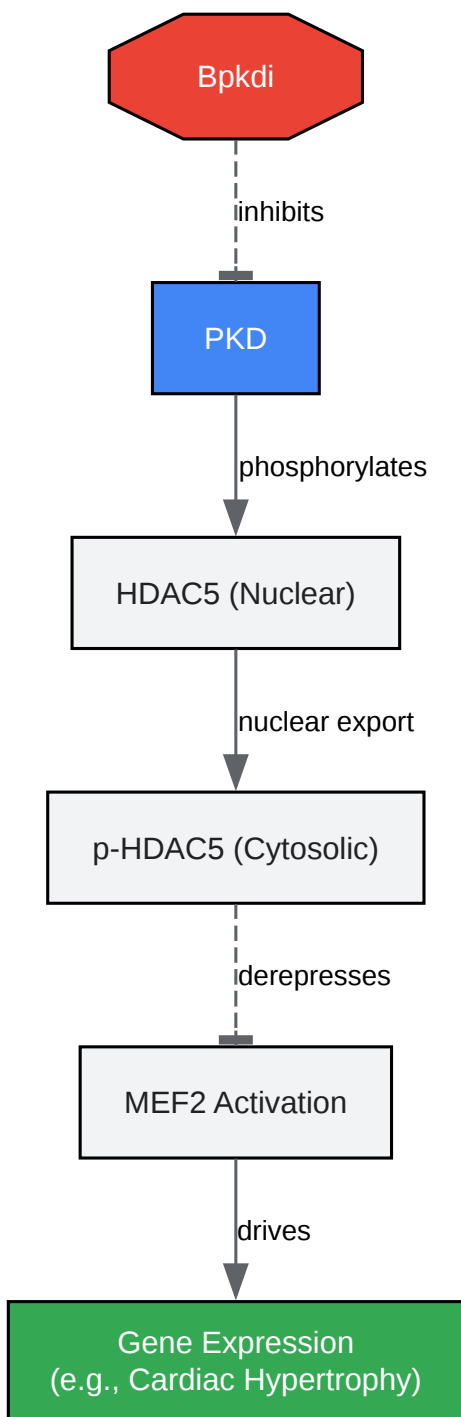 Bpkdi
inhibits
PKD
phosphorylates
HDAC5 (Nuclear)
nuclear export
p-HDAC5 (Cytosolic)
derepresses
MEF2 Activation
drives
Gene Expression
(e.g., Cardiac Hypertrophy)